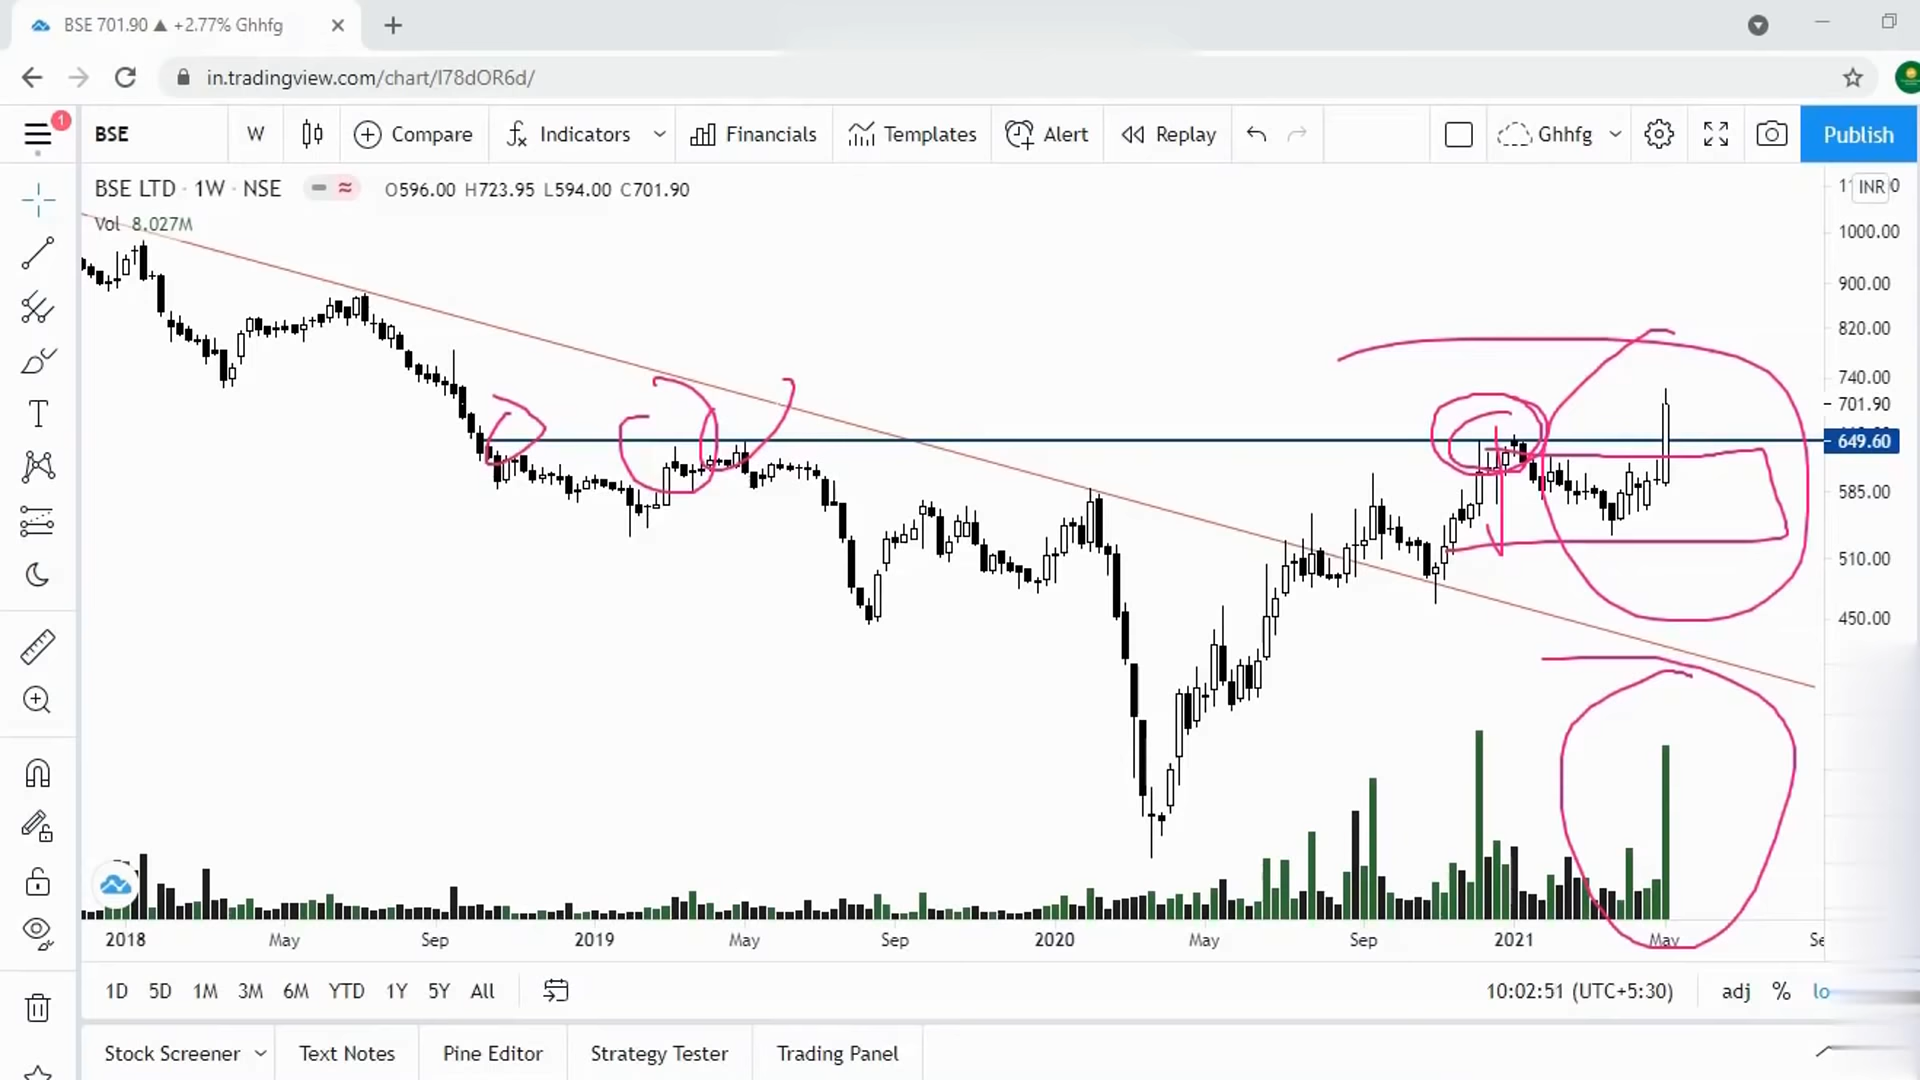 BSE 701.90 ▲ +2.77% Ghhfg
in.tradingview.com/chart/I78dOR6d/
1 BSE W Compare Indicators Financials Templates Alert Replay Ghhfg Publish
BSE LTD · 1W · NSE O596.00 H723.95 L594.00 C701.90
INR
Vol 8.027M
1000.00
900.00
820.00
740.00
701.90
649.60
585.00
510.00
450.00
2018 May Sep 2019 May Sep 2020 May Sep 2021 May
1D 5D 1M 3M 6M YTD 1Y 5Y All 10:02:51 (UTC+5:30) adj %
Stock Screener Text Notes Pine Editor Strategy Tester Trading Panel